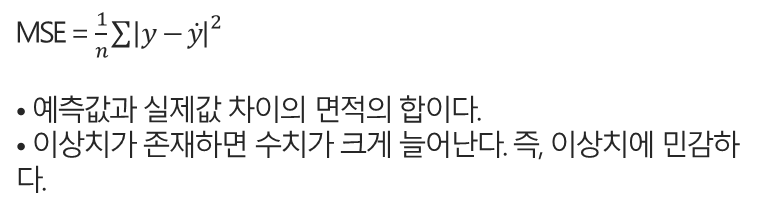 MSE = \frac{1}{n}∑|y − ẏ|²
• 예측값과 실제값 차이의 면적의 합이다.
• 이상치가 존재하면 수치가 크게 늘어난다. 즉, 이상치에 민감하
다.